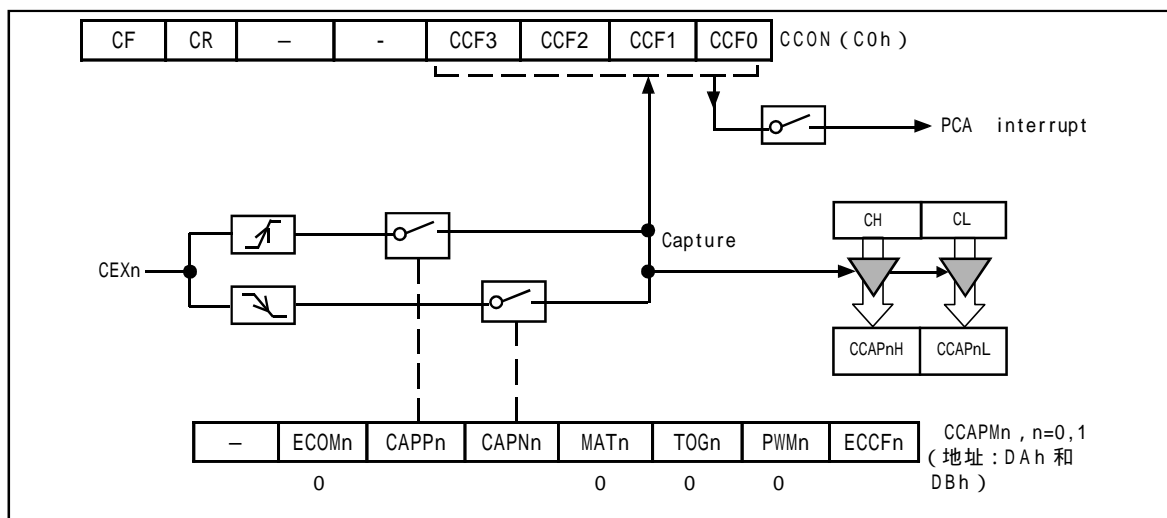 CF CR – - CCF3 CCF2 CCF1 CCF0 CCON (C0h)
PCA interrupt
CH CL
Capture
CEXn
CCAPnH CCAPnL
– ECOMn CAPPn CAPNn MATn TOGn PWMn ECCFn
CCAPMn , n=0,1
(地址:DAh 和
DBh)
0 0 0 0